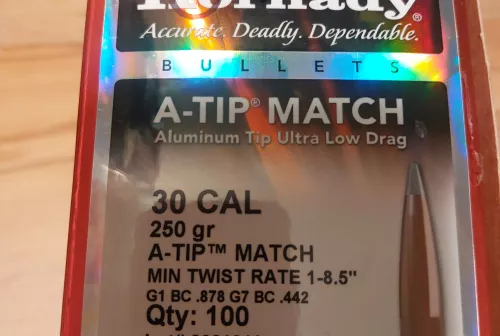 Hornady®
Accurate. Deadly. Dependable.
BULLETS
A-TIP® MATCH
Aluminum Tip Ultra Low Drag
30 CAL
250 gr
A-TIP™ MATCH
MIN TWIST RATE 1-8.5"
G1 BC .878 G7 BC .442
Qty: 100